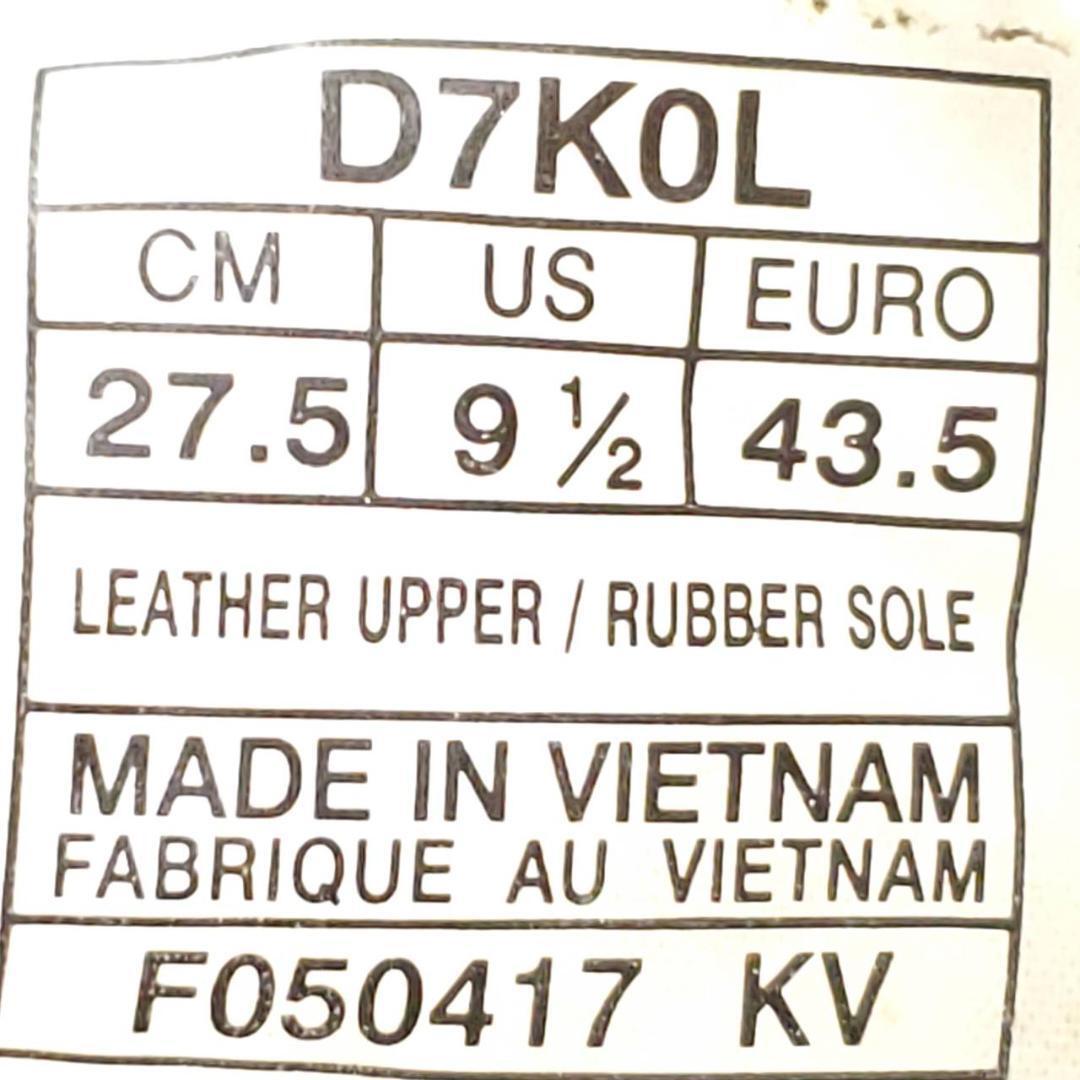 D7K0L
CM US EURO
27.5 9 ½ 43.5
LEATHER UPPER / RUBBER SOLE
MADE IN VIETNAM
FABRIQUE AU VIETNAM
F050417 KV